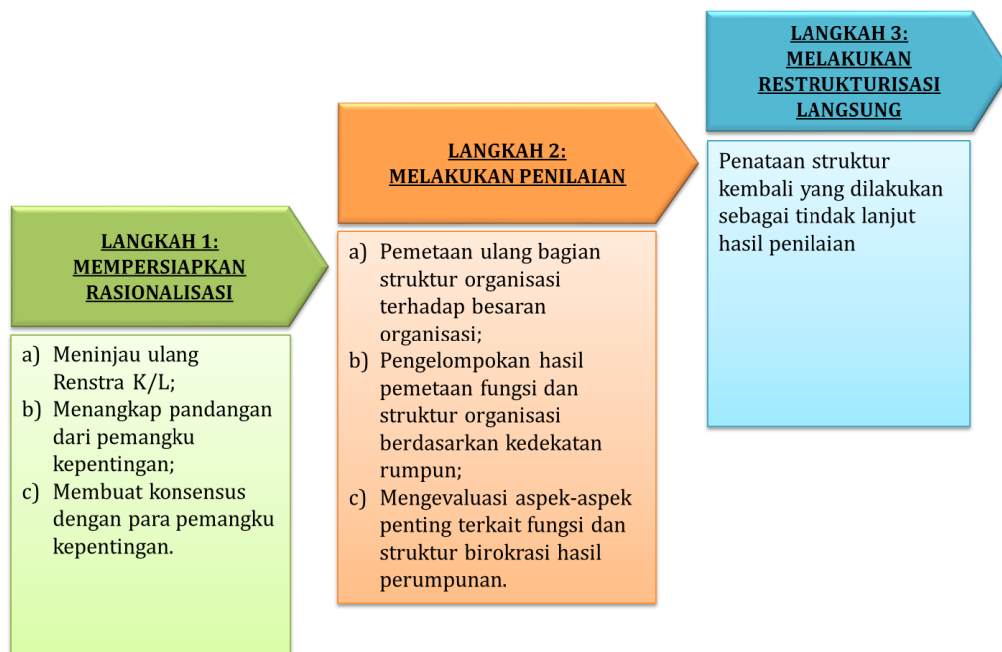 LANGKAH 1:
MEMPERSIAPKAN
RASIONALISASI
a) Meninjau ulang
Renstra K/L;
b) Menangkap pandangan
dari pemangku
kepentingan;
c) Membuat konsensus
dengan para pemangku
kepentingan.
LANGKAH 2:
MELAKUKAN PENILAIAN
a) Pemetaan ulang bagian
struktur organisasi
terhadap besaran
organisasi;
b) Pengelompokan hasil
pemetaan fungsi dan
struktur organisasi
berdasarkan kedekatan
rumpun;
c) Mengevaluasi aspek-aspek
penting terkait fungsi dan
struktur birokrasi hasil
perumpunan.
LANGKAH 3:
MELAKUKAN
RESTRUKTURISASI
LANGSUNG
Penataan struktur
kembali yang dilakukan
sebagai tindak lanjut
hasil penilaian